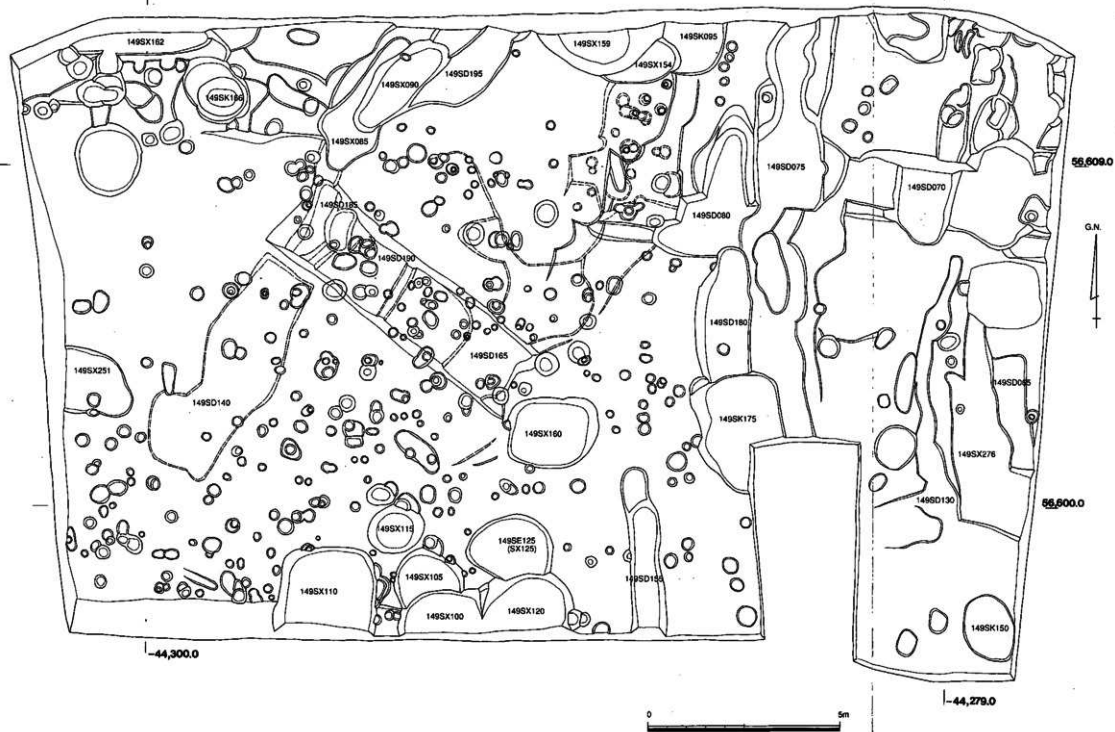 149SX162
149SX159
149SK095
149SX154
149SD195
149SX090
149SK166
149SX085
149SD075
56,609.0
149SD070
149SD185
149SD080
G.N.
149SD190
149SD180
149SD165
149SX251
149SD140
149SD065
149SK175
149SX160
149SX276
149SD130
56,600.0
149SX115
149SE125
(SX125)
149SX105
149SD155
149SX110
149SX100
149SX120
149SK150
-44,300.0
-44,279.0
0 5m